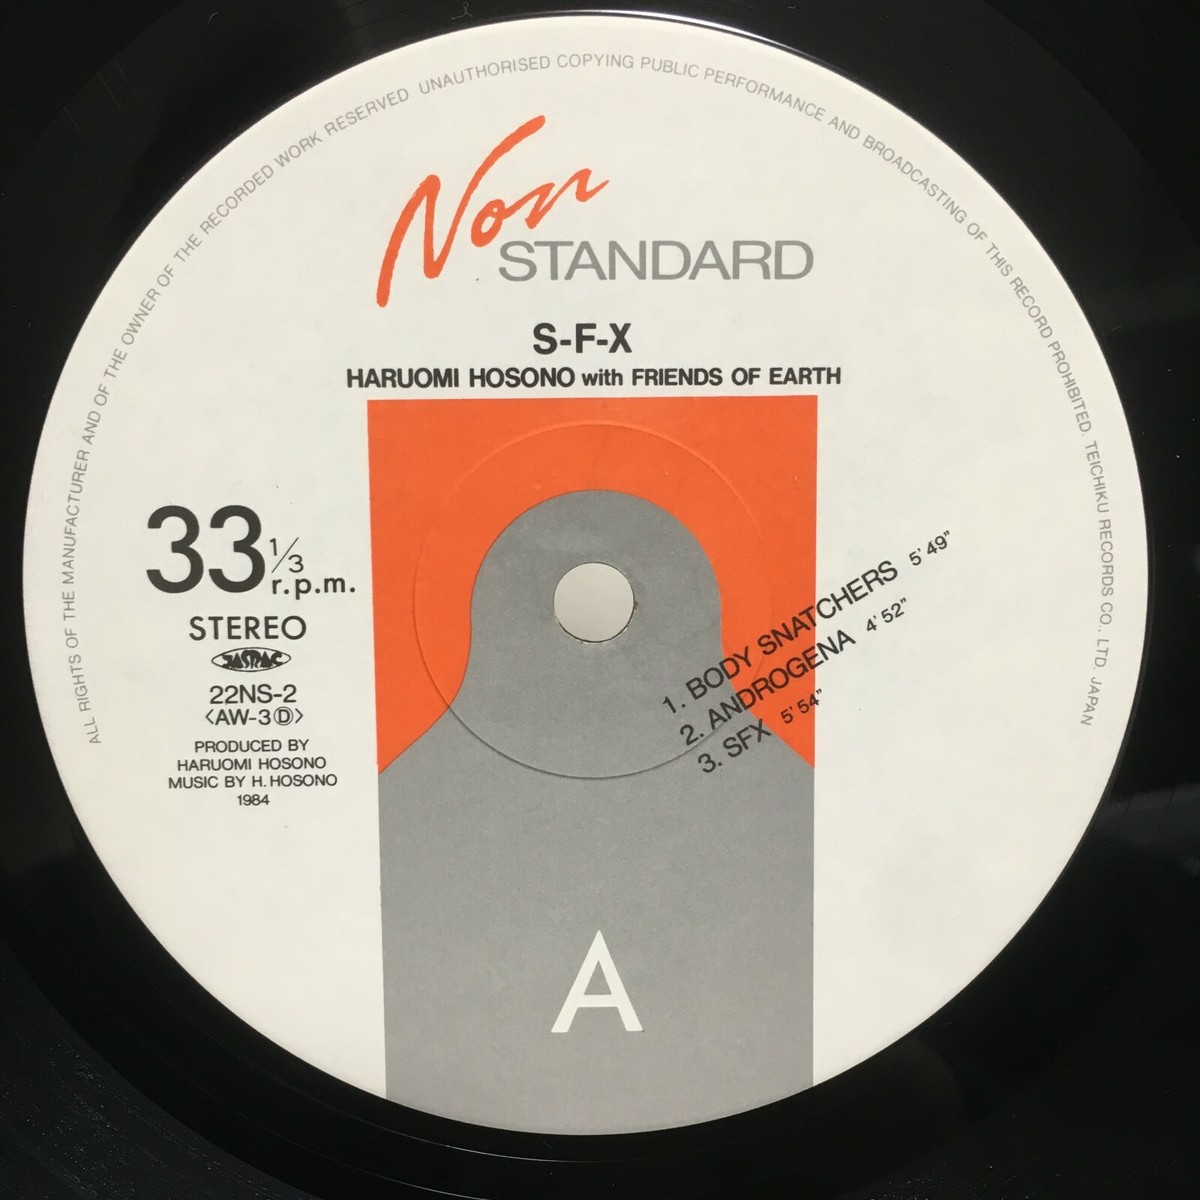 ALL RIGHTS OF THE MANUFACTURER AND OF THE OWNER OF THE RECORDED WORK RESERVED UNAUTHORISED COPYING PUBLIC PERFORMANCE AND BROADCASTING OF THIS RECORD PROHIBITED. TEICHIKU RECORDS CO., LTD. JAPAN
Non
STANDARD
S-F-X
HARUOMI HOSONO with FRIENDS OF EARTH
33 1/3
r.p.m.
STEREO
JASRAC
22NS-2
〈AW-3Ⓓ〉
PRODUCED BY
HARUOMI HOSONO
MUSIC BY H. HOSONO
1984
1. BODY SNATCHERS 5'49"
2. ANDROGENA 4'52"
3. SFX 5'54"
A